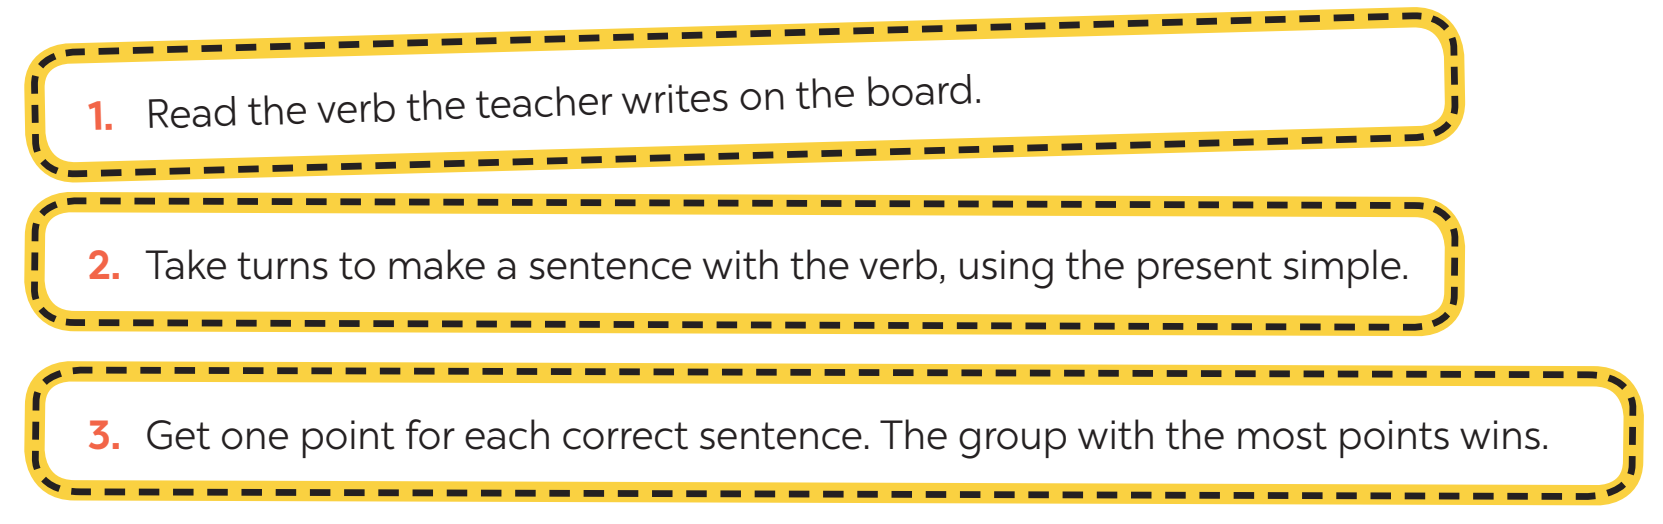 1. Read the verb the teacher writes on the board.
2. Take turns to make a sentence with the verb, using the present simple.
3. Get one point for each correct sentence. The group with the most points wins.